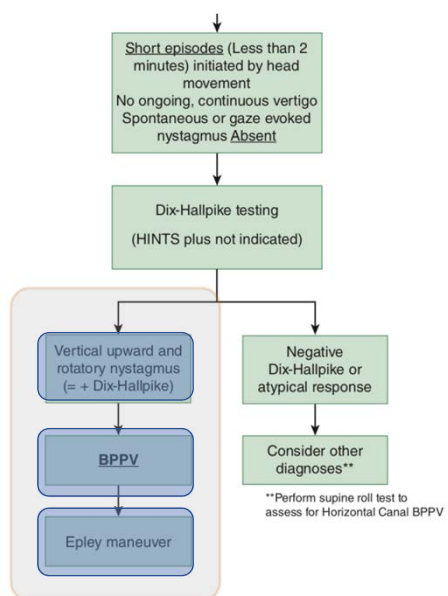 Short episodes (Less than 2
minutes) initiated by head
movement
No ongoing, continuous vertigo
Spontaneous or gaze evoked
nystagmus Absent
Dix-Hallpike testing
(HINTS plus not indicated)
Vertical upward and
rotatory nystagmus
(= + Dix-Hallpike)
BPPV
Epley maneuver
Negative
Dix-Hallpike or
atypical response
Consider other
diagnoses**
**Perform supine roll test to
assess for Horizontal Canal BPPV